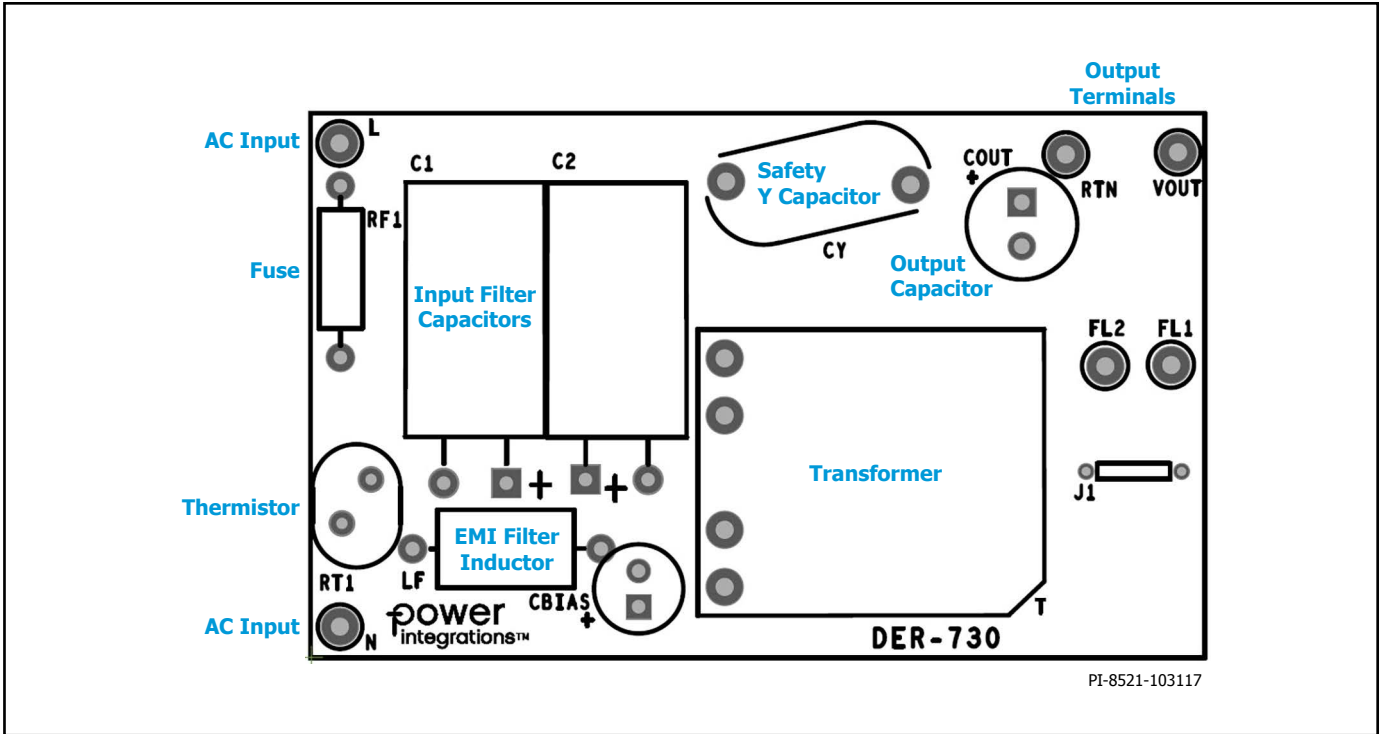 Output
Terminals
AC Input
L
C1
C2
COUT
+
RTN
VOUT
Safety
Y Capacitor
CY
RF1
Fuse
Input Filter
Capacitors
Output
Capacitor
FL2
FL1
Transformer
J1
+
+
Thermistor
EMI Filter
Inductor
RT1
LF
CBIAS
+
power
integrations™
T
AC Input
N
DER-730
PI-8521-103117